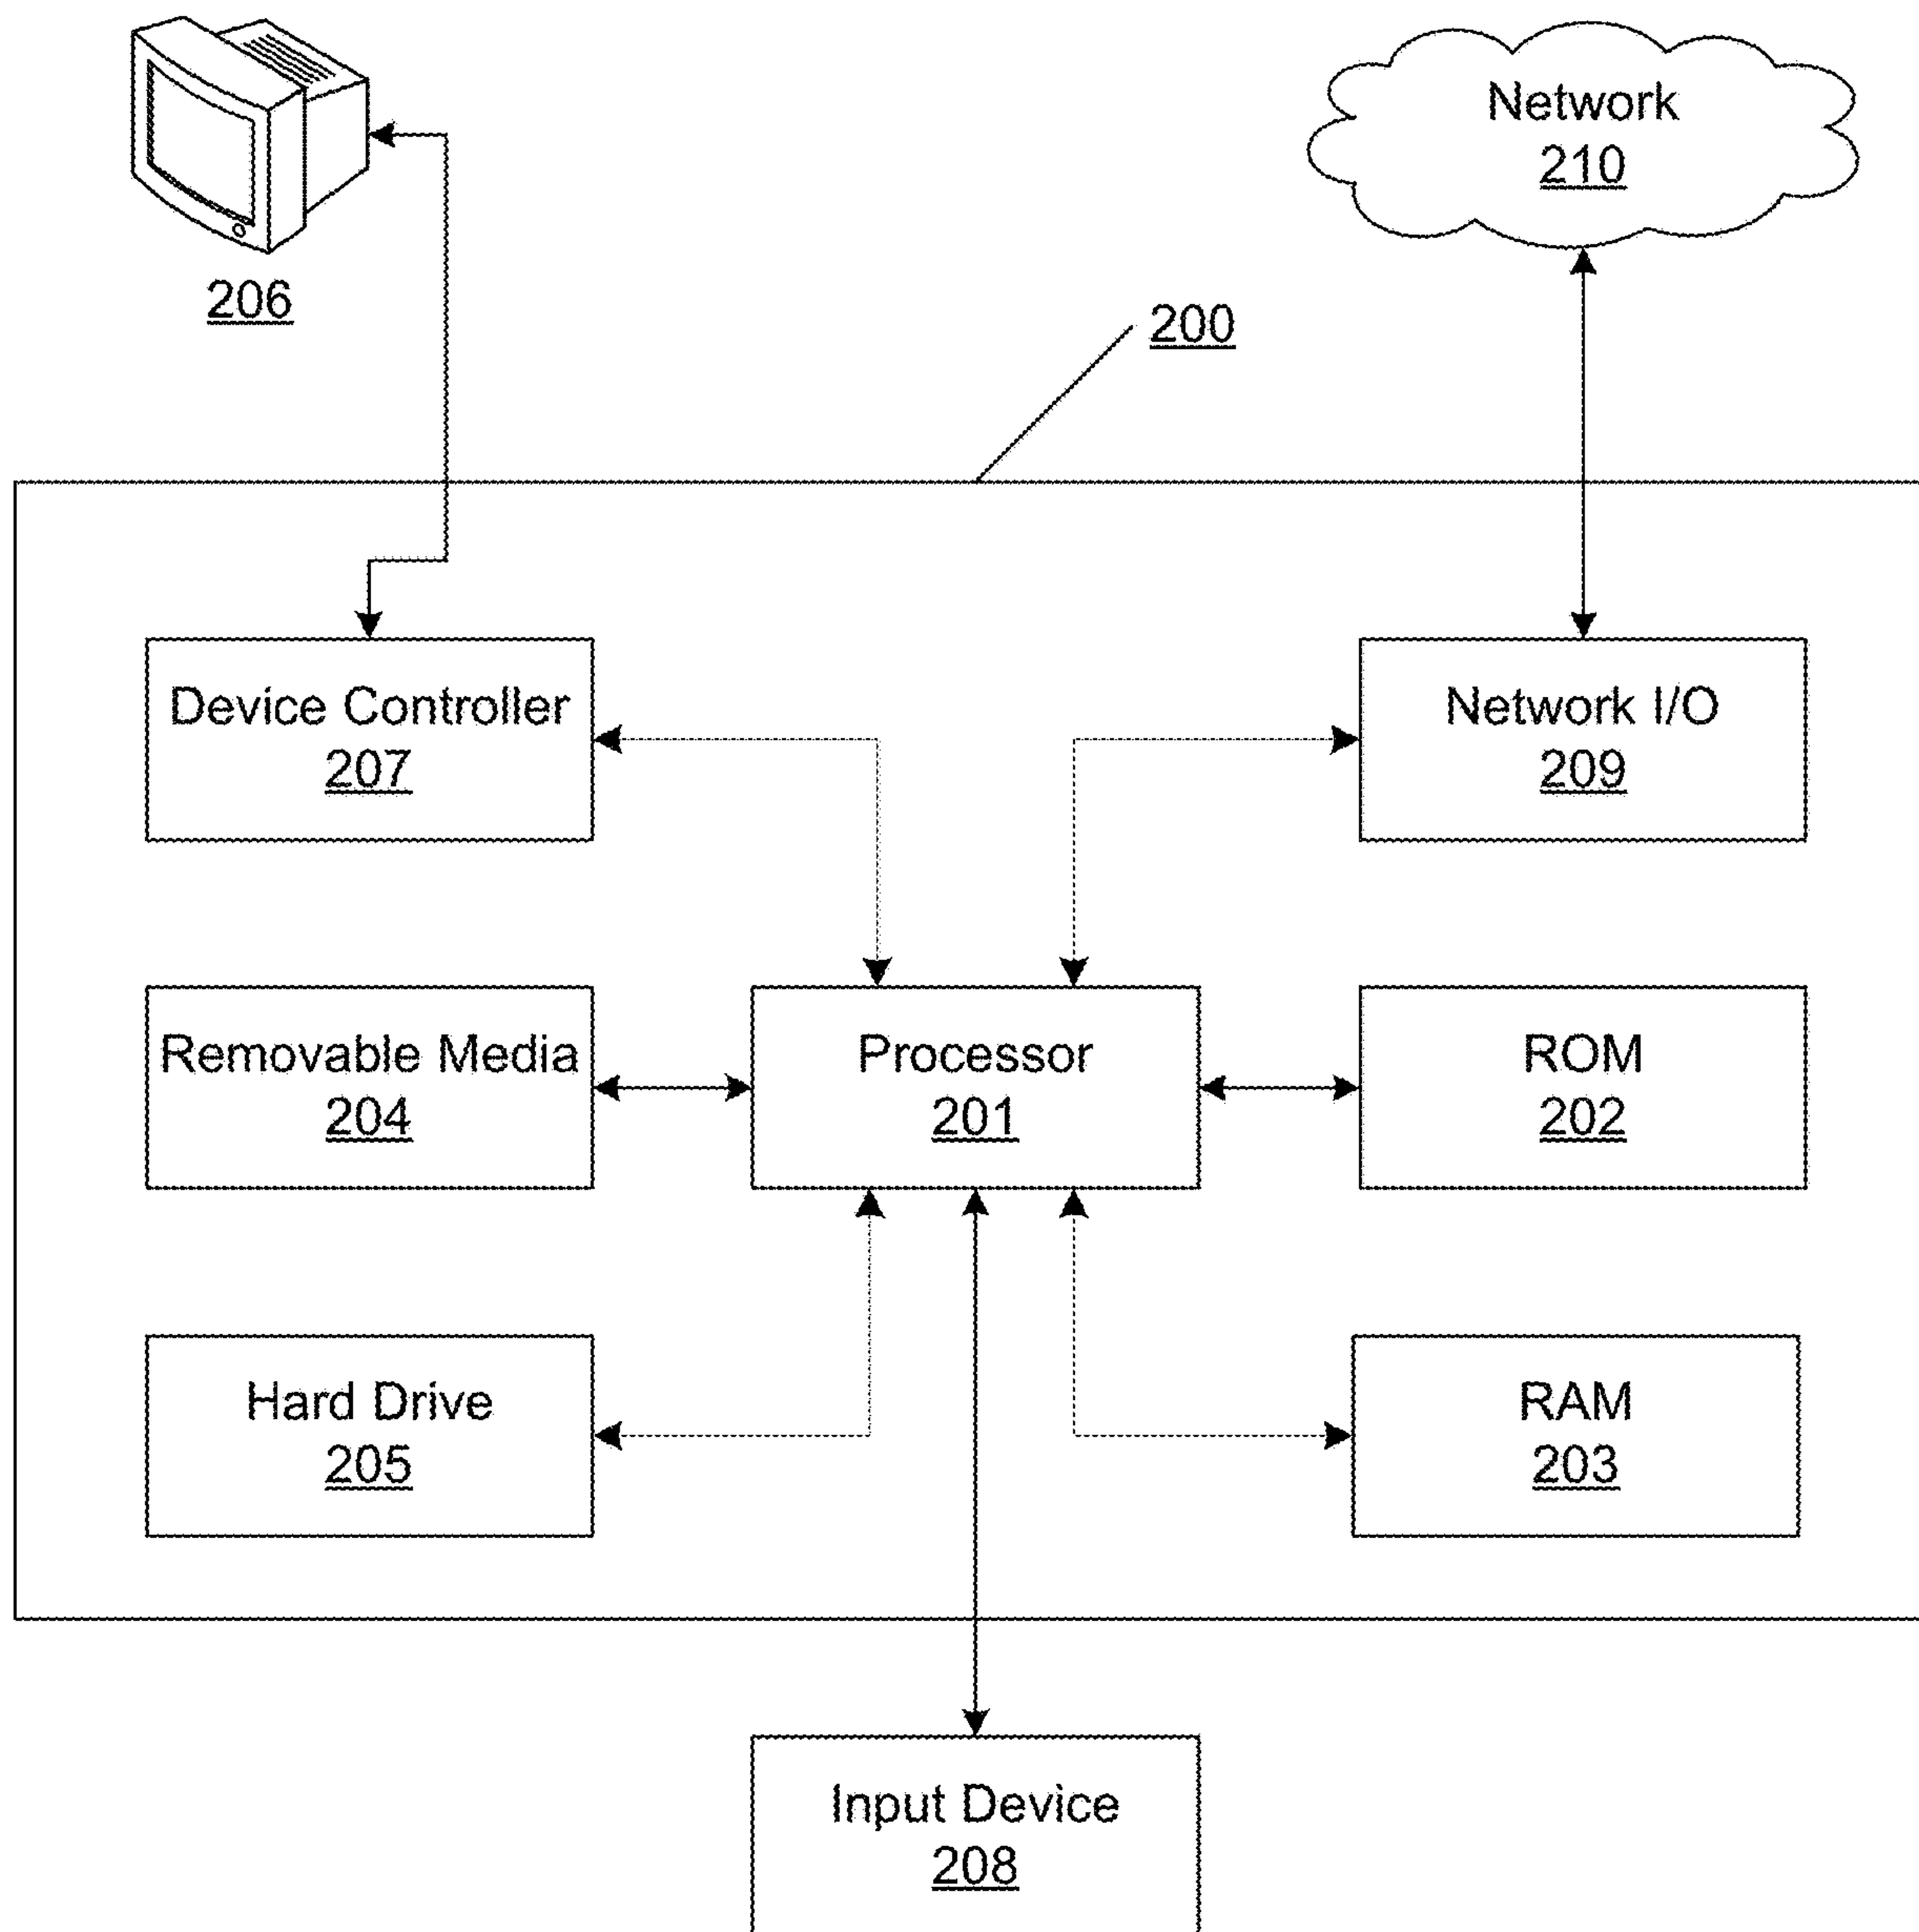 Network
210
206
200
Device Controller
207
Network I/O
209
Removable Media
204
Processor
201
ROM
202
Hard Drive
205
RAM
203
Input Device
208